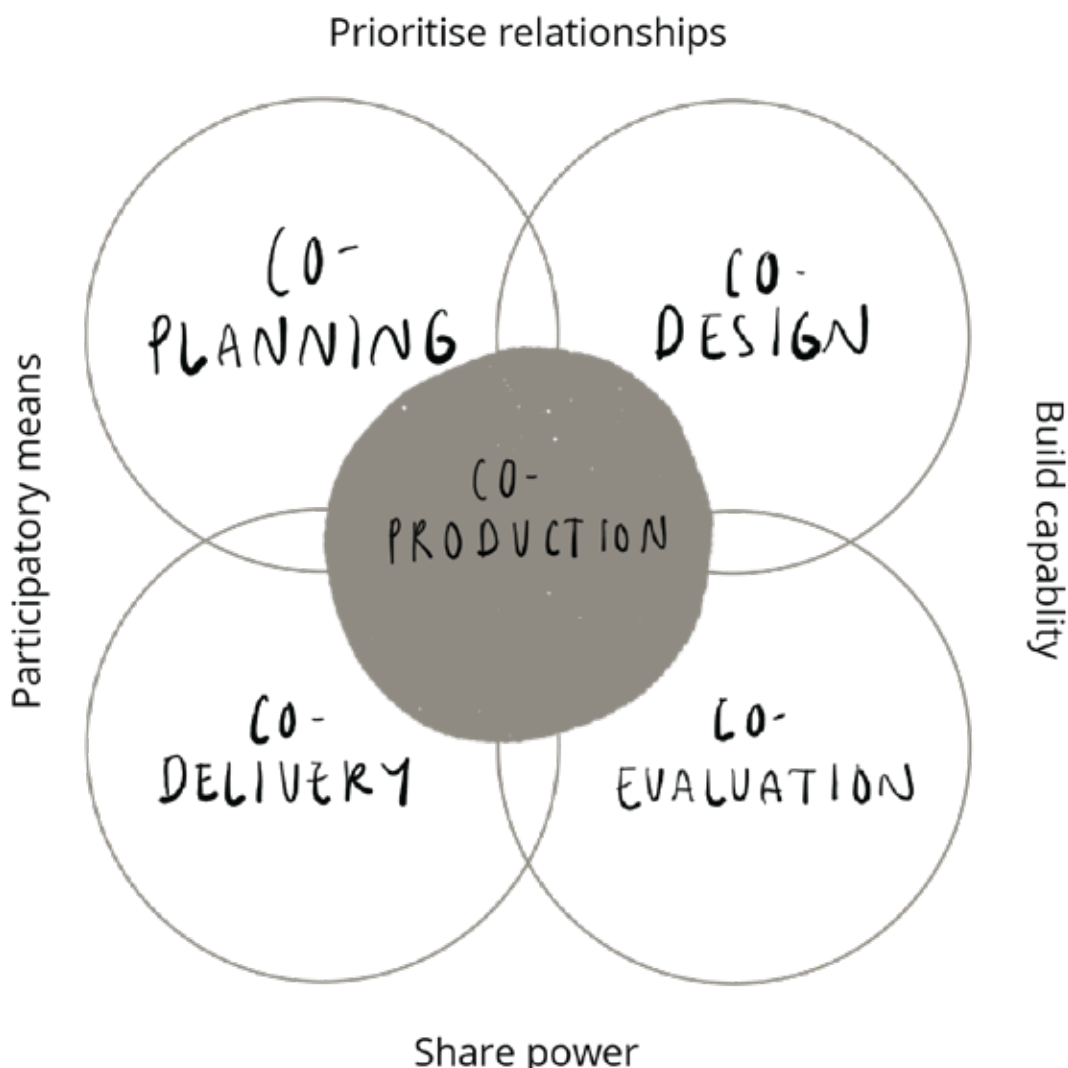 Prioritise relationships
CO-
PLANNING
CO-
DESIGN
Participatory means
CO-
PRODUCTION
Build capablity
CO-
DELIVERY
CO-
EVALUATION
Share power